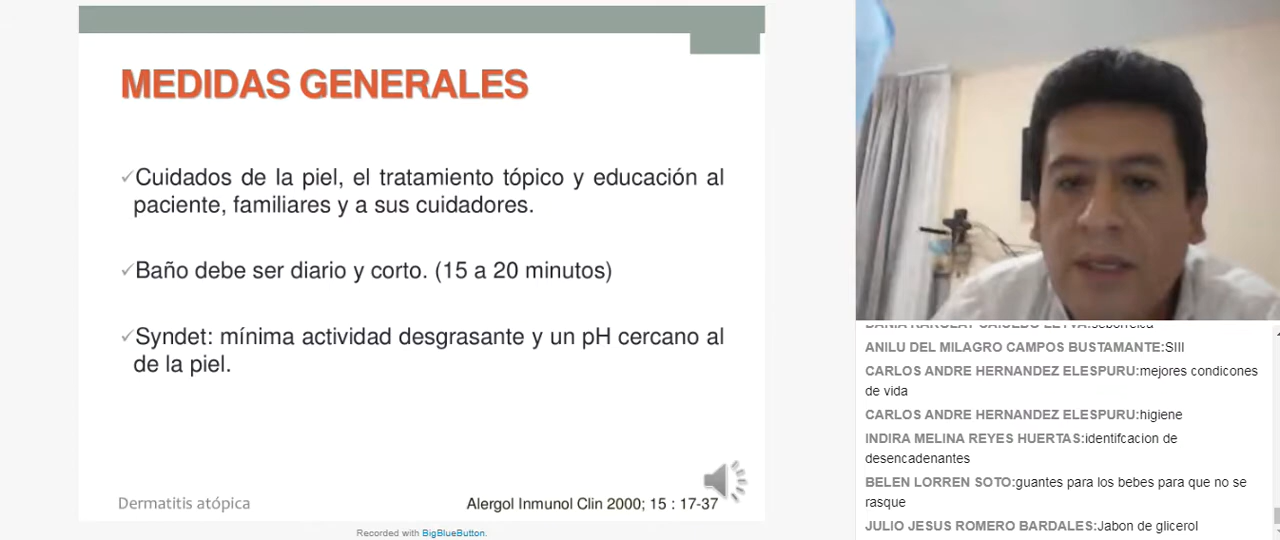 MEDIDAS GENERALES
✓Cuidados de la piel, el tratamiento tópico y educación al
paciente, familiares y a sus cuidadores.
✓Baño debe ser diario y corto. (15 a 20 minutos)
✓Syndet: mínima actividad desgrasante y un pH cercano al
de la piel.
Dermatitis atópica
Alergol Inmunol Clin 2000; 15 : 17-37
Recorded with BigBlueButton.
ANILU DEL MILAGRO CAMPOS BUSTAMANTE:SIII
CARLOS ANDRE HERNANDEZ ELESPURU:mejores condicones
de vida
CARLOS ANDRE HERNANDEZ ELESPURU:higiene
INDIRA MELINA REYES HUERTAS:identifcacion de
desencadenantes
BELEN LORREN SOTO:guantes para los bebes para que no se
rasque
JULIO JESUS ROMERO BARDALES:Jabon de glicerol